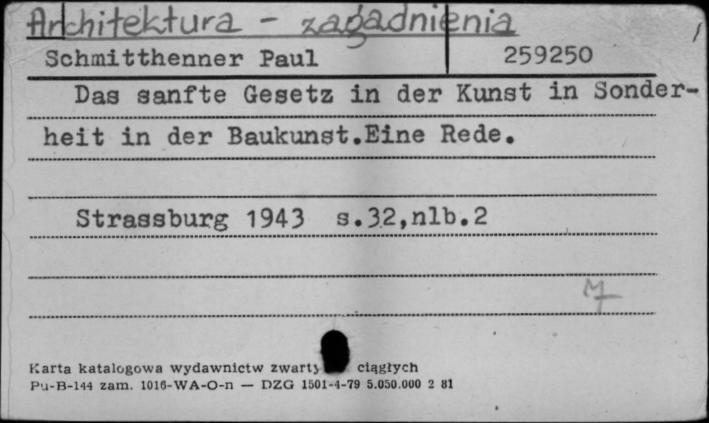 Architektura - zagadnienia
Schmitthenner Paul 259250
Das sanfte Gesetz in der Kunst in Sonder-
heit in der Baukunst.Eine Rede.
Strassburg 1943 s.32,nlb.2
Karta katalogowa wydawnictw ciągłych
Pu-B-144 zam. 1016-WA-O-n — DZG 1501-4-79 5.050.000 2 81